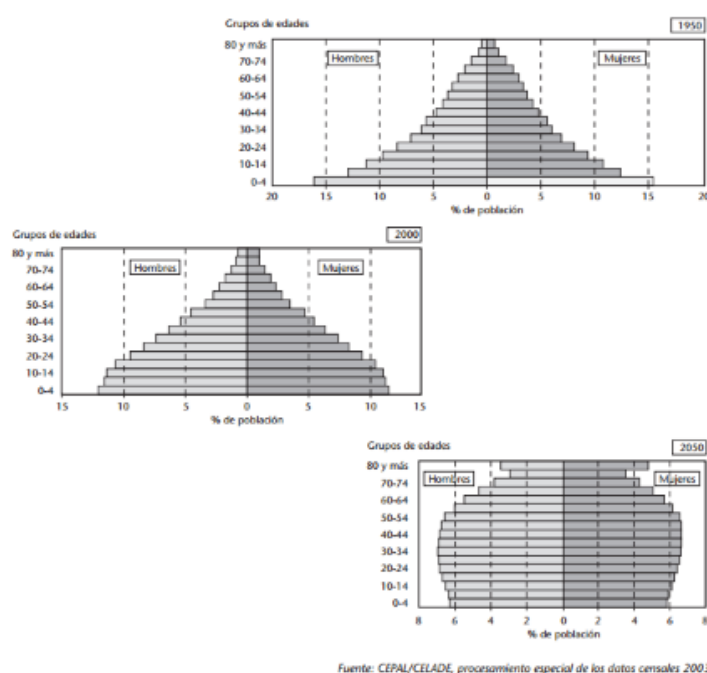 Grupos de edades
1950
80 y más
70-74
60-64
50-54
40-44
30-34
20-24
10-14
0-4
Hombres
Mujeres
20 15 10 5 0 5 10 15 20
% de población
Grupos de edades
2000
80 y más
70-74
60-64
50-54
40-44
30-34
20-24
10-14
0-4
Hombres
Mujeres
15 10 5 0 5 10 15
% de población
Grupos de edades
2050
80 y más
70-74
60-64
50-54
40-44
30-34
20-24
10-14
0-4
Hombres
Mujeres
8 6 4 2 0 2 4 6 8
% de población
Fuente: CEPAL/CELADE, procesamiento especial de los datos censales 2003